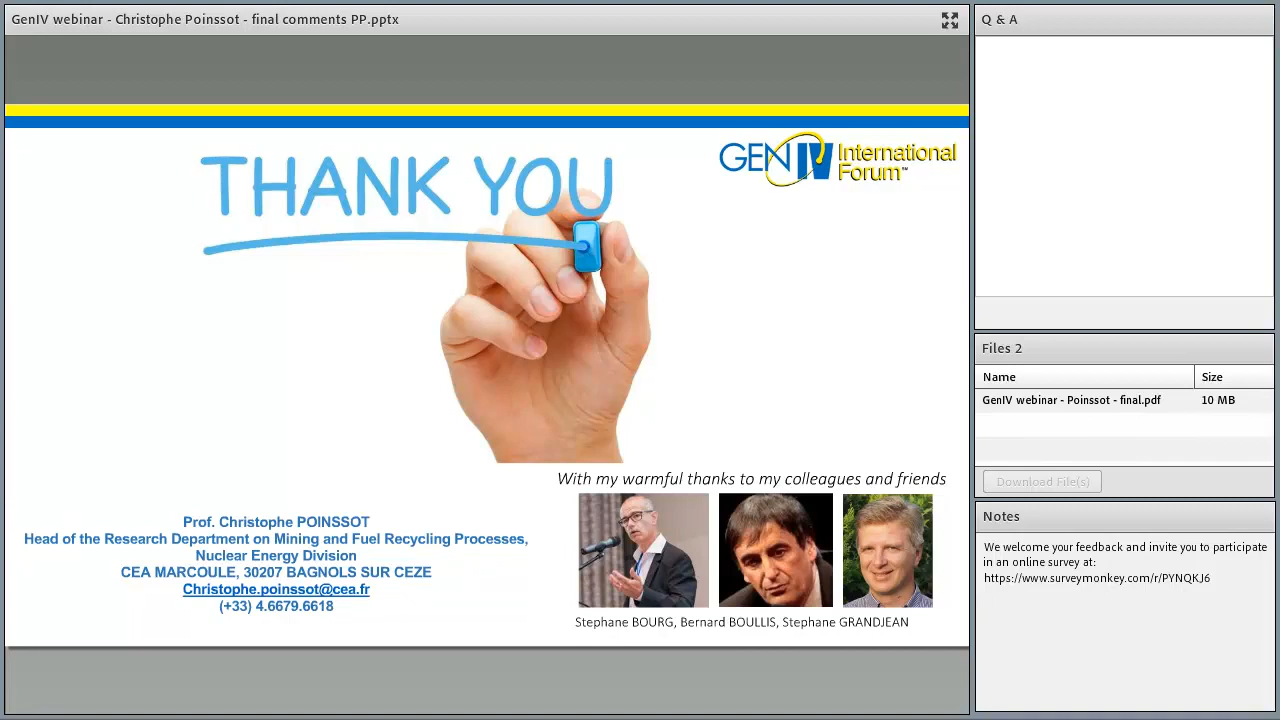 GenIV webinar - Christophe Poinssot - final comments PP.pptx
THANK YOU
GENIV International
Forum™
With my warmful thanks to my colleagues and friends
Prof. Christophe POINSSOT
Head of the Research Department on Mining and Fuel Recycling Processes,
Nuclear Energy Division
CEA MARCOULE, 30207 BAGNOLS SUR CEZE
Christophe.poinssot@cea.fr
(+33) 4.6679.6618
Stephane BOURG, Bernard BOULLIS, Stephane GRANDJEAN
Q & A
Files 2
Name Size
GenIV webinar - Poinssot - final.pdf 10 MB
Download File(s)
Notes
We welcome your feedback and invite you to participate
in an online survey at:
https://www.surveymonkey.com/r/PYNQKJ6